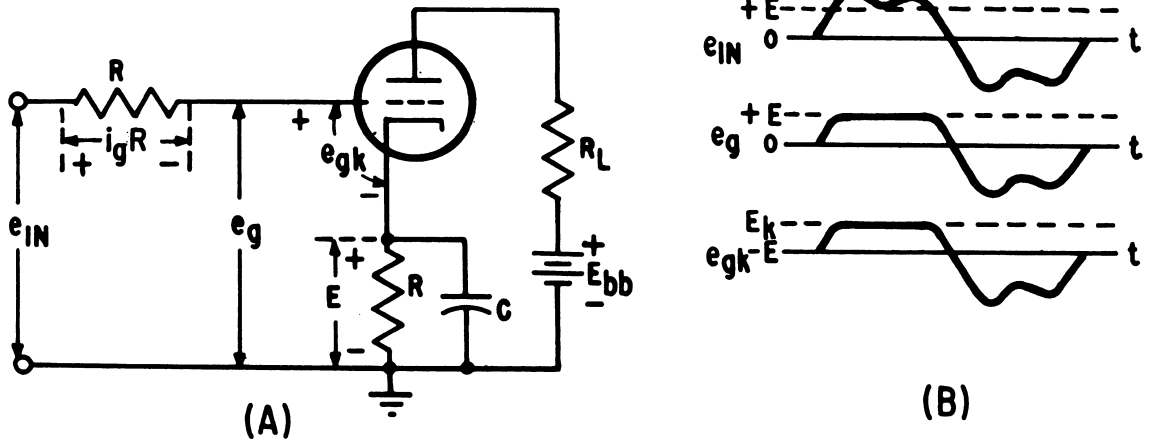 R
+ igR −
eIN
eg
+
egk
−
+
E
−
R
C
RL
+
Ebb
−
(A)
+E
eIN 0 t
+E
eg 0 t
Ek
egk −E t
(B)